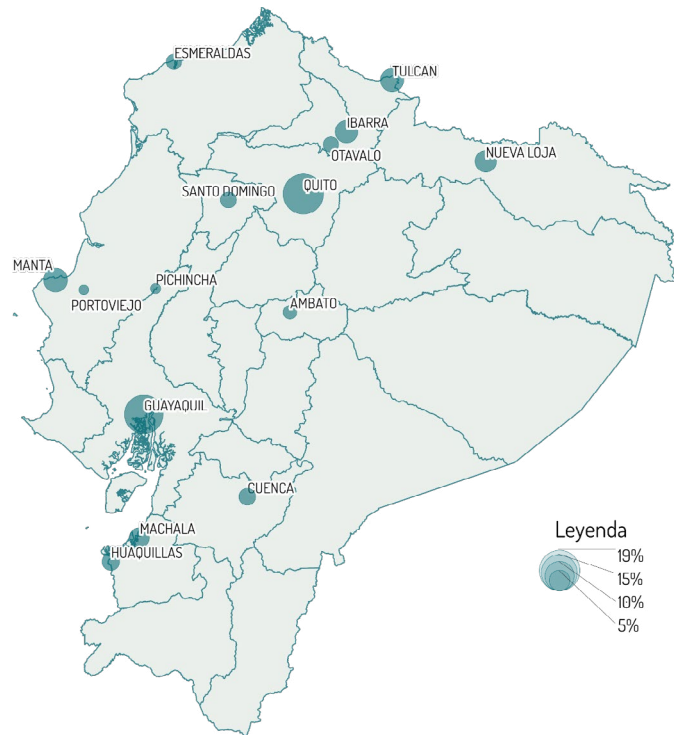 ESMERALDAS
TULCAN
IBARRA
OTAVALO
NUEVA LOJA
QUITO
SANTO DOMINGO
MANTA
PICHINCHA
PORTOVIEJO
AMBATO
GUAYAQUIL
CUENCA
MACHALA
HUAQUILLAS
Leyenda
19%
15%
10%
5%